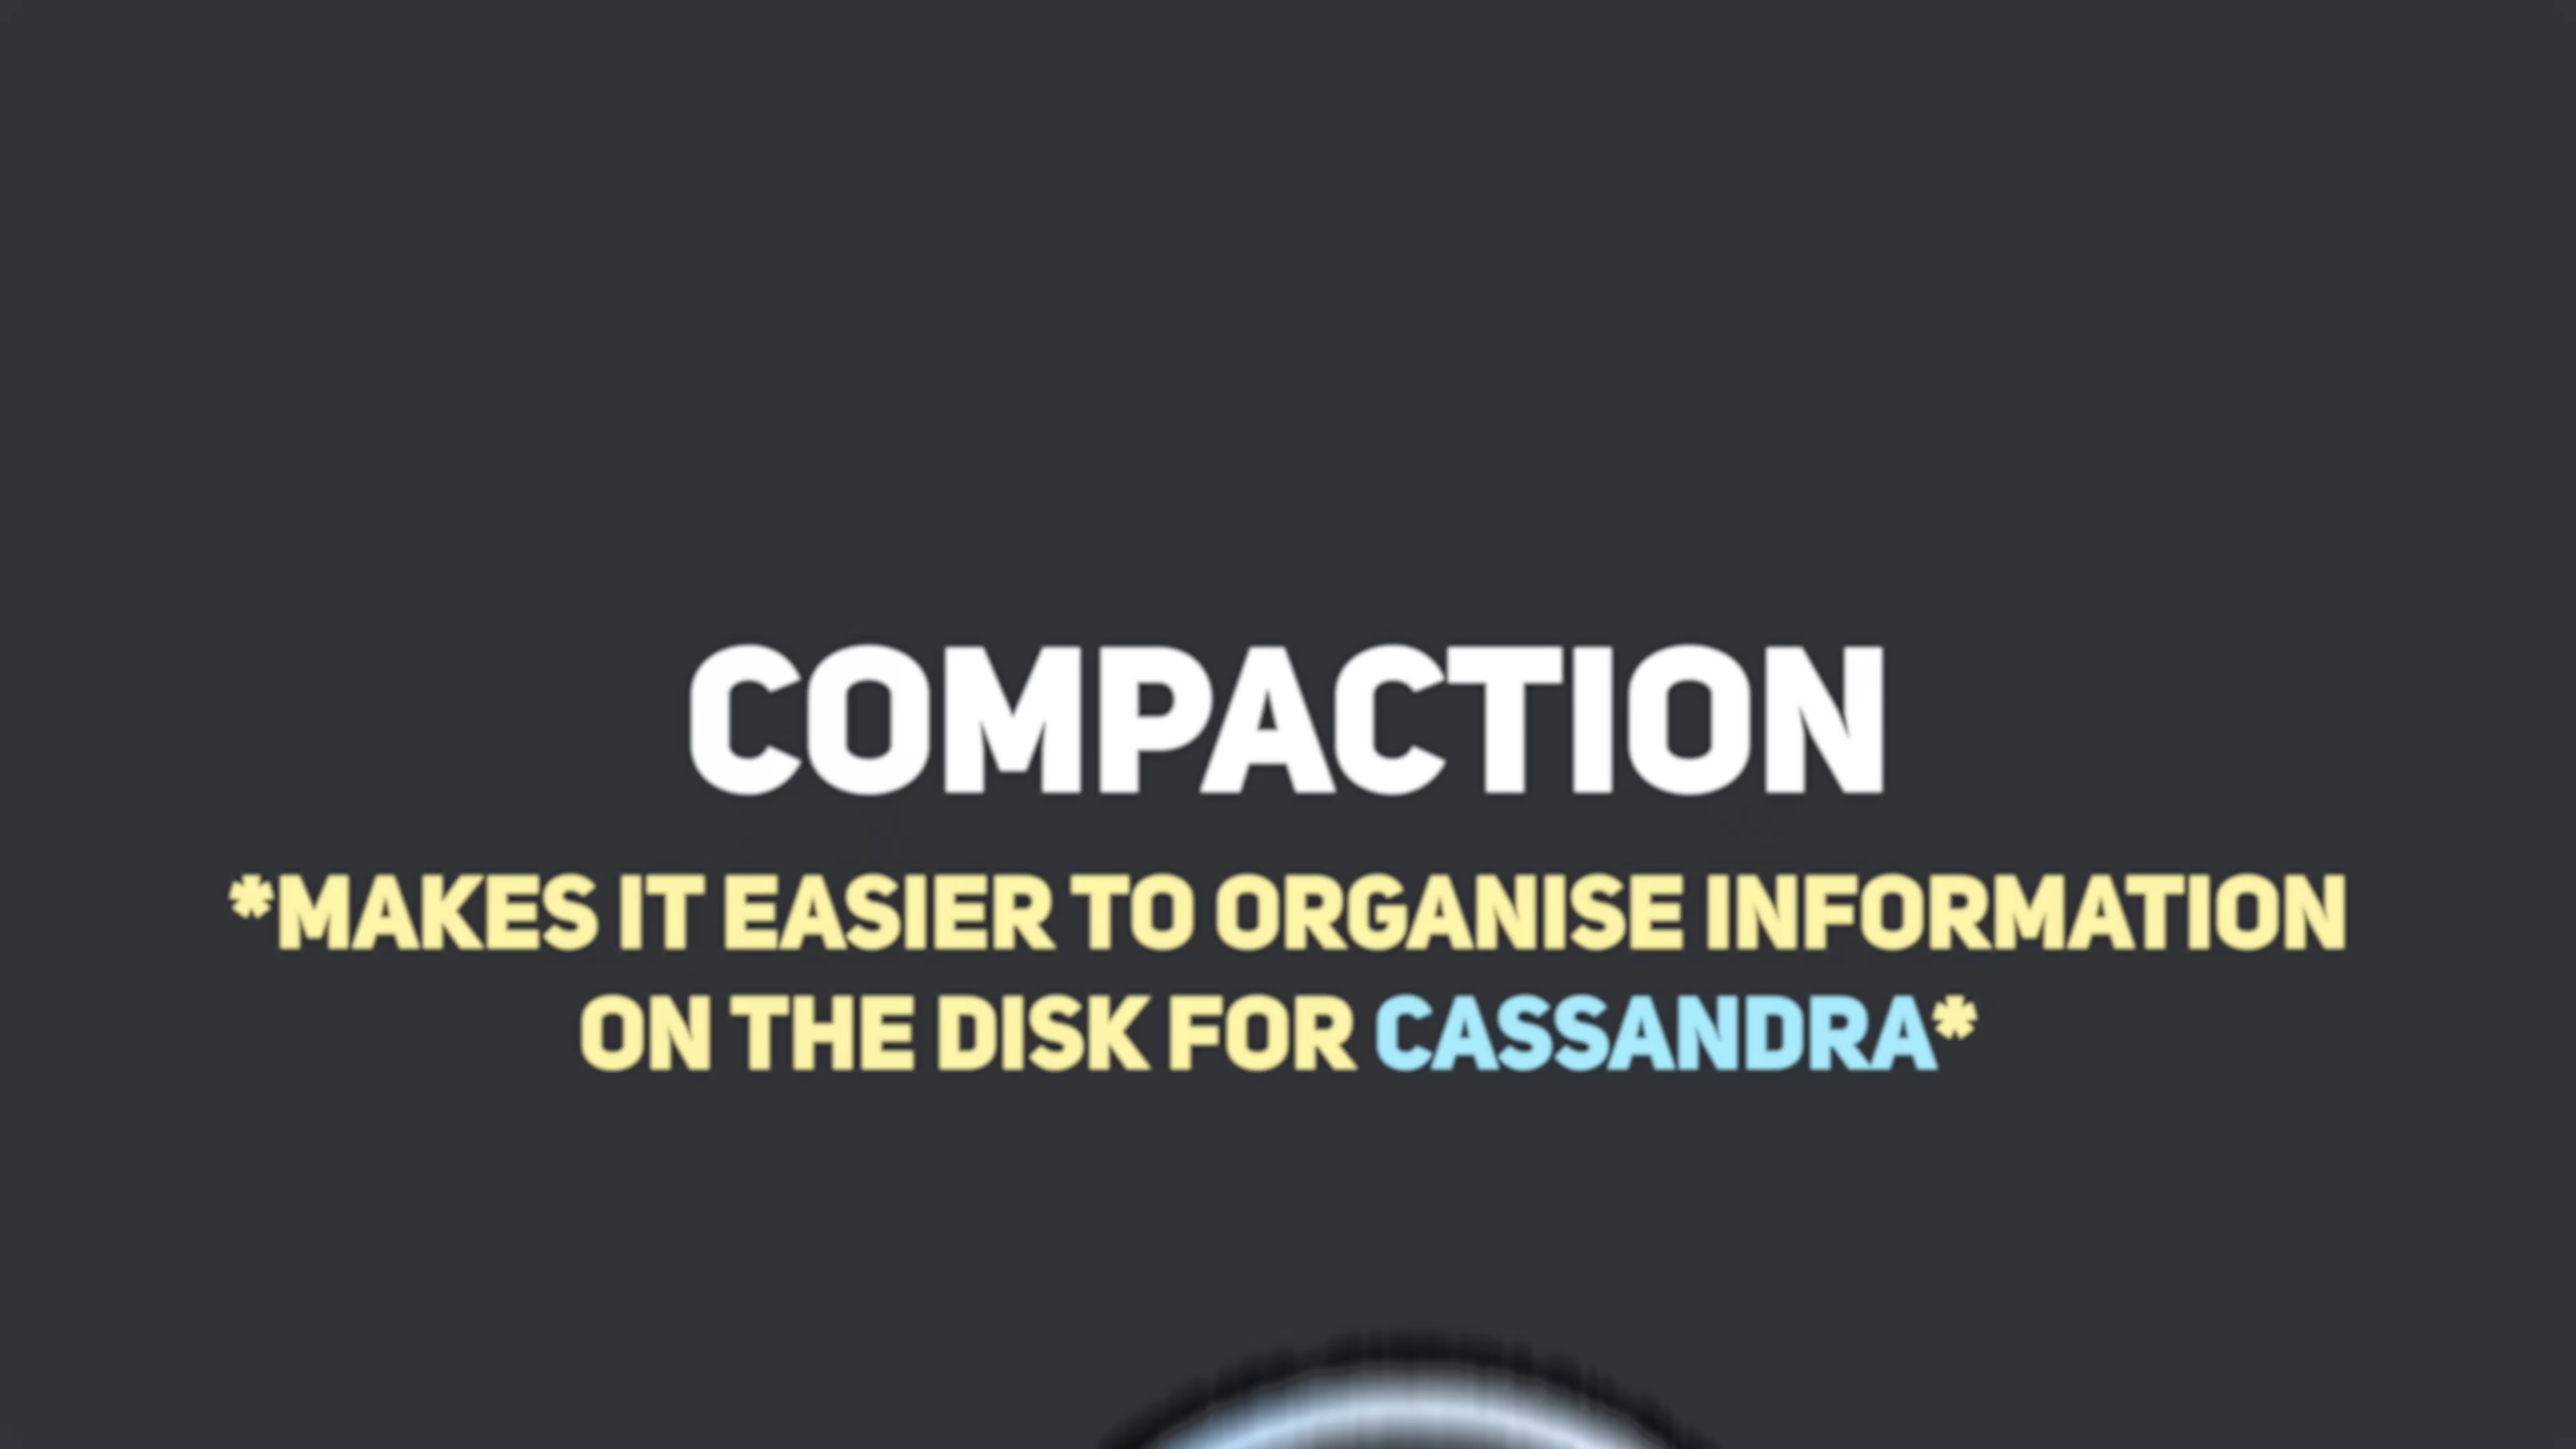 COMPACTION
*MAKES IT EASIER TO ORGANISE INFORMATION
ON THE DISK FOR CASSANDRA*